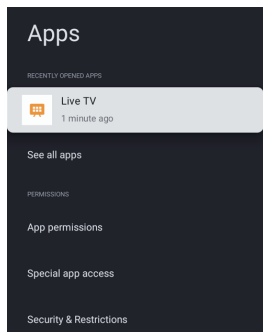 Apps
RECENTLY OPENED APPS
Live TV
1 minute ago
See all apps
PERMISSIONS
App permissions
Special app access
Security & Restrictions